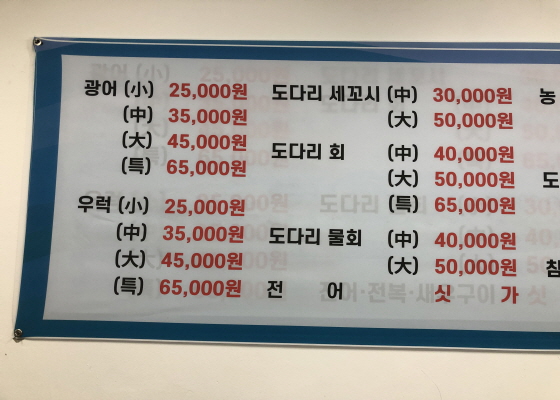 광어 (小) 25,000원 도다리 세꼬시 (中) 30,000원 농
(中) 35,000원 (大) 50,000원
(大) 45,000원 도다리 회 (中) 40,000원
(특) 65,000원 (大) 50,000원 도
우럭 (小) 25,000원 (특) 65,000원
(中) 35,000원 도다리 물회 (中) 40,000원
(大) 45,000원 (大) 50,000원 침
(특) 65,000원 전 어 싯 가